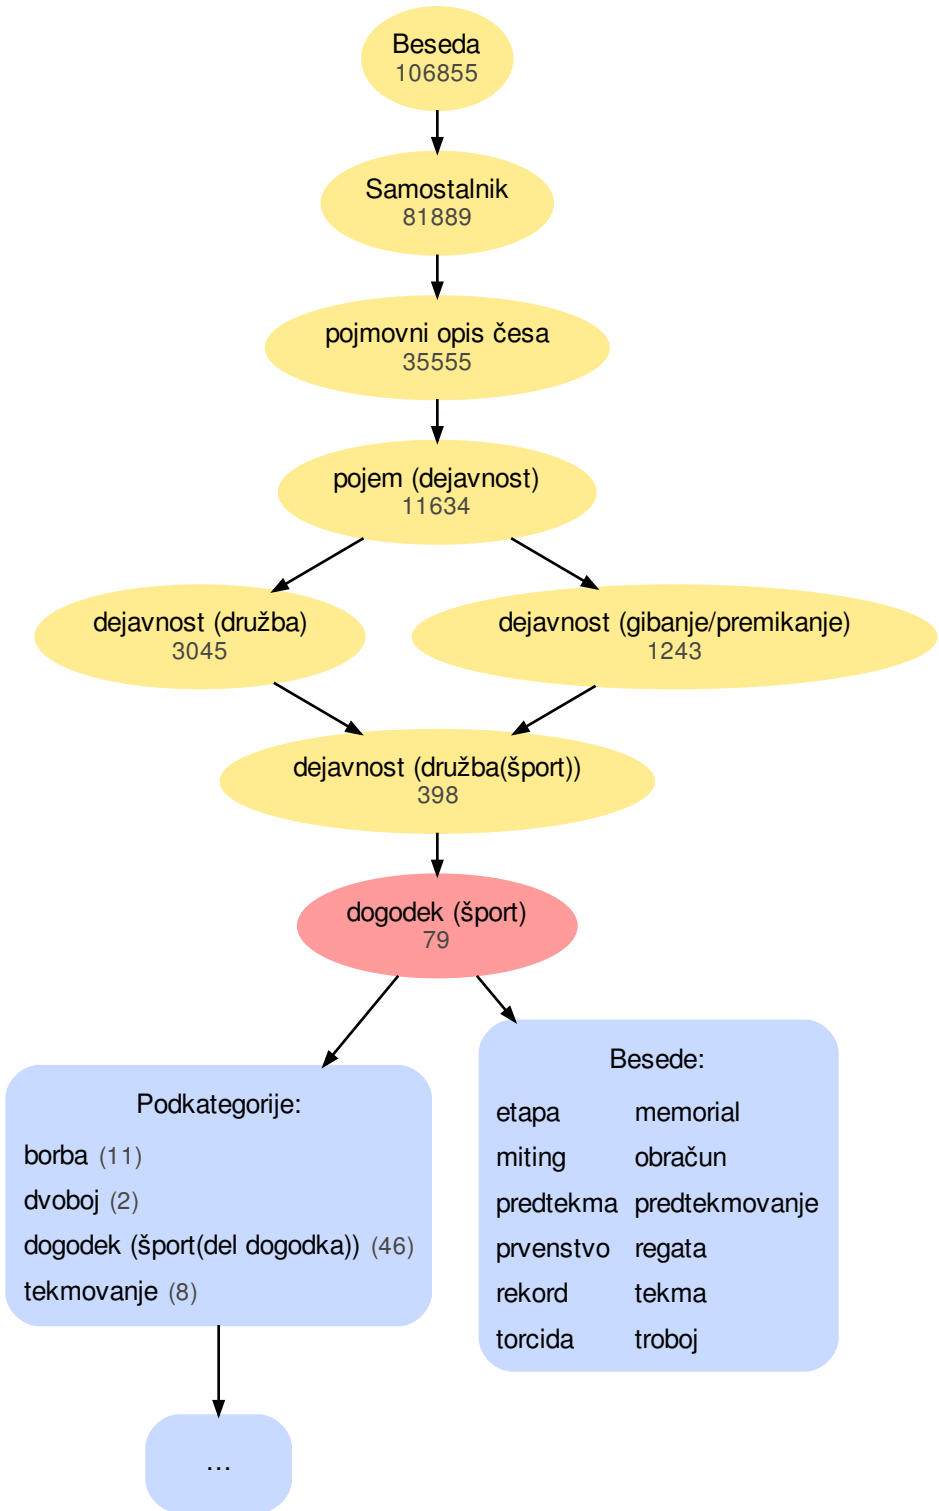 Beseda
106855
Samostalnik
81889
pojmovni opis česa
35555
pojem (dejavnost)
11634
dejavnost (družba)
3045
dejavnost (gibanje/premikanje)
1243
dejavnost (družba(šport))
398
dogodek (šport)
79
Podkategorije:
borba (11)
dvoboj (2)
dogodek (šport(del dogodka)) (46)
tekmovanje (8)
...
Besede:
etapa memorial
miting obračun
predtekma predtekmovanje
prvenstvo regata
rekord tekma
torcida troboj